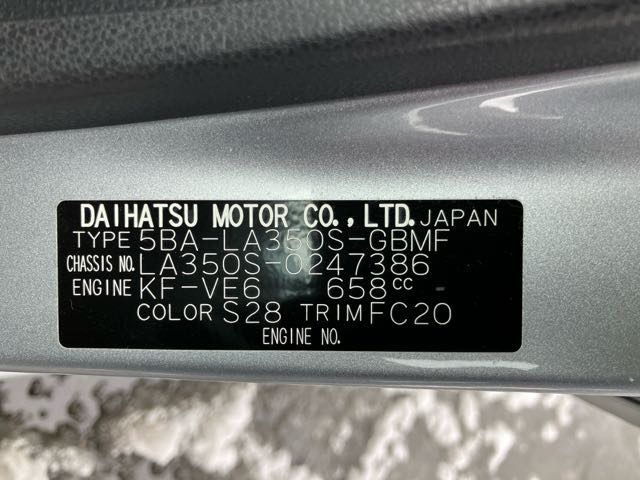 DAIHATSU MOTOR CO.,LTD. JAPAN
TYPE 5BA-LA350S-GBMF
CHASSIS NO. LA350S-0247386
ENGINE KF-VE6 658cc
COLOR S28 TRIM FC20
ENGINE NO.